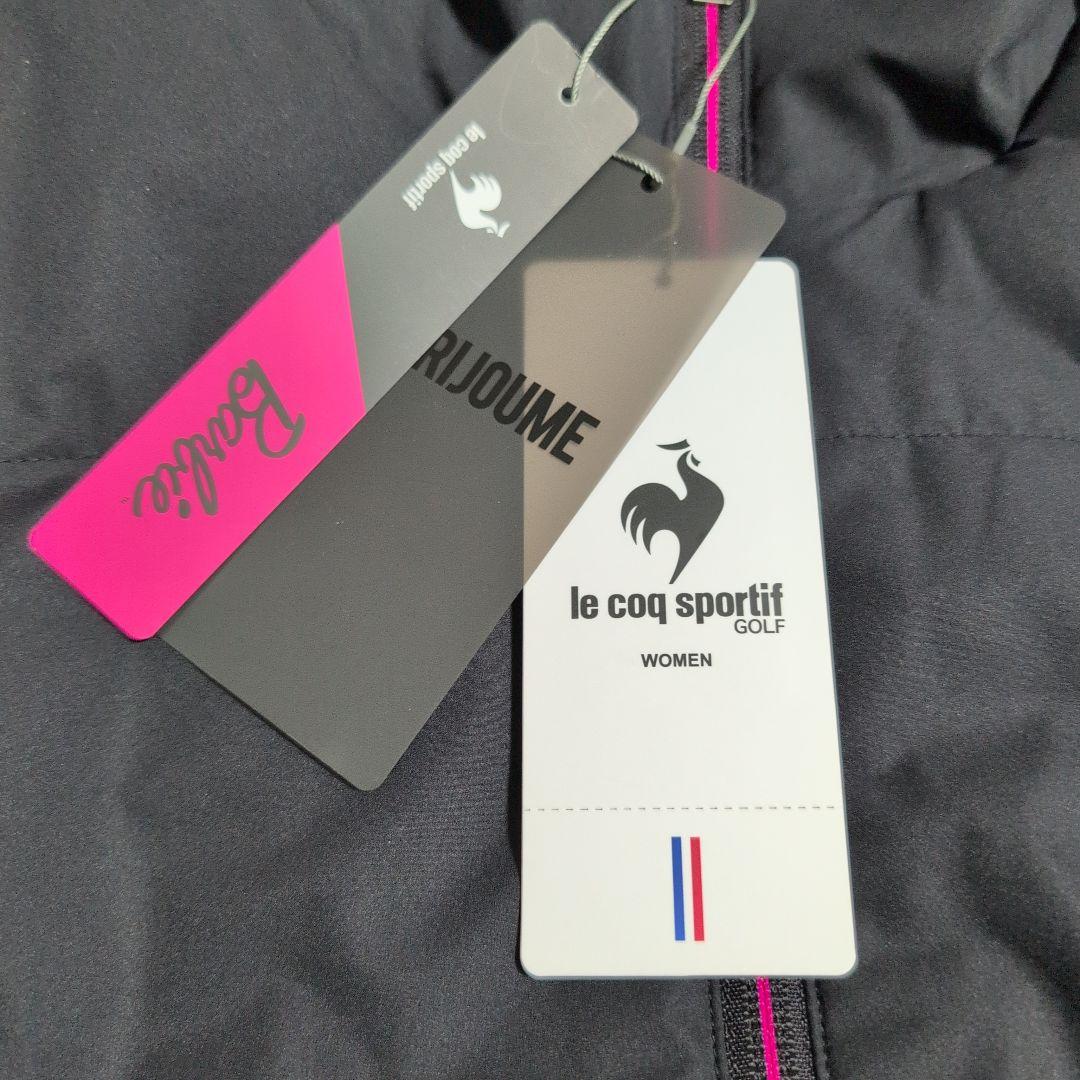 le coq sportif
Barbie
RIJOUME
le coq sportif
GOLF
WOMEN